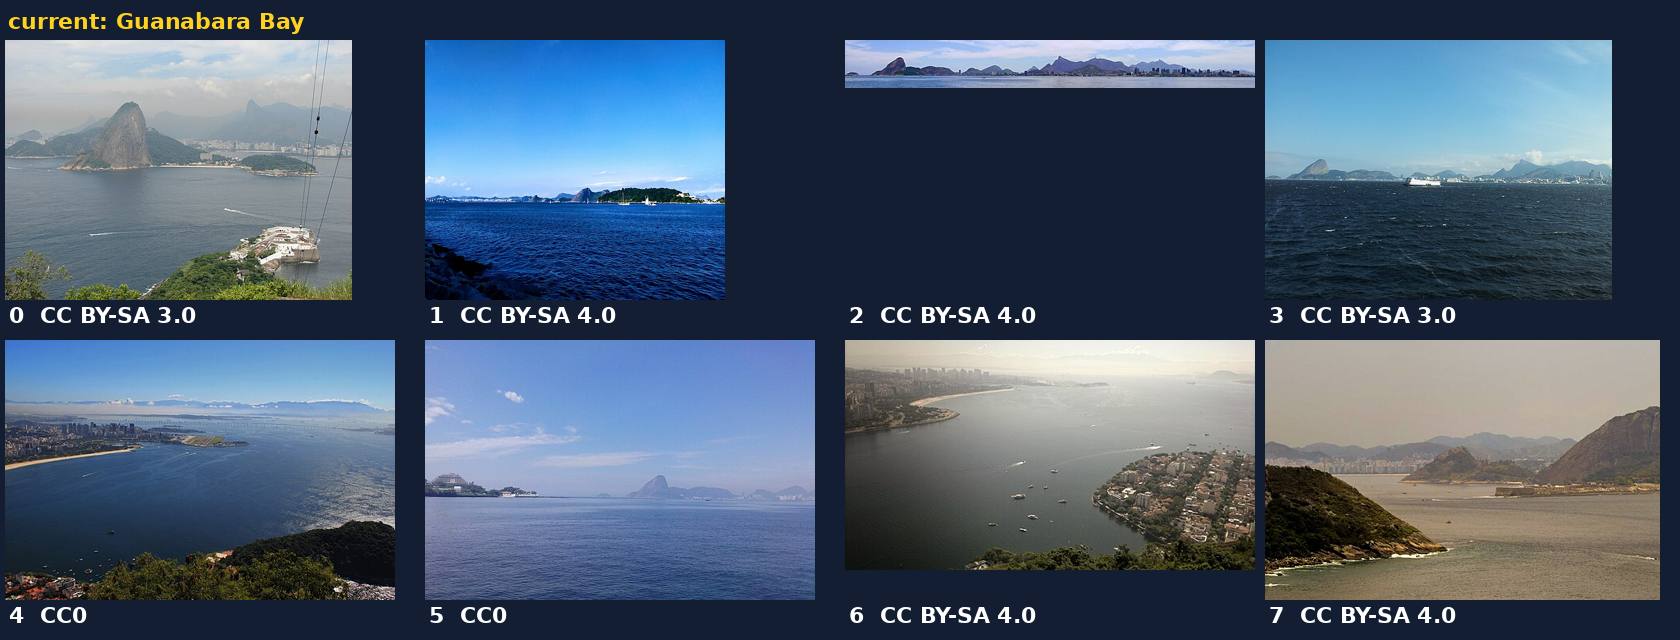 current: Guanabara Bay
0 CC BY-SA 3.0
1 CC BY-SA 4.0
2 CC BY-SA 4.0
3 CC BY-SA 3.0
4 CC0
5 CC0
6 CC BY-SA 4.0
7 CC BY-SA 4.0